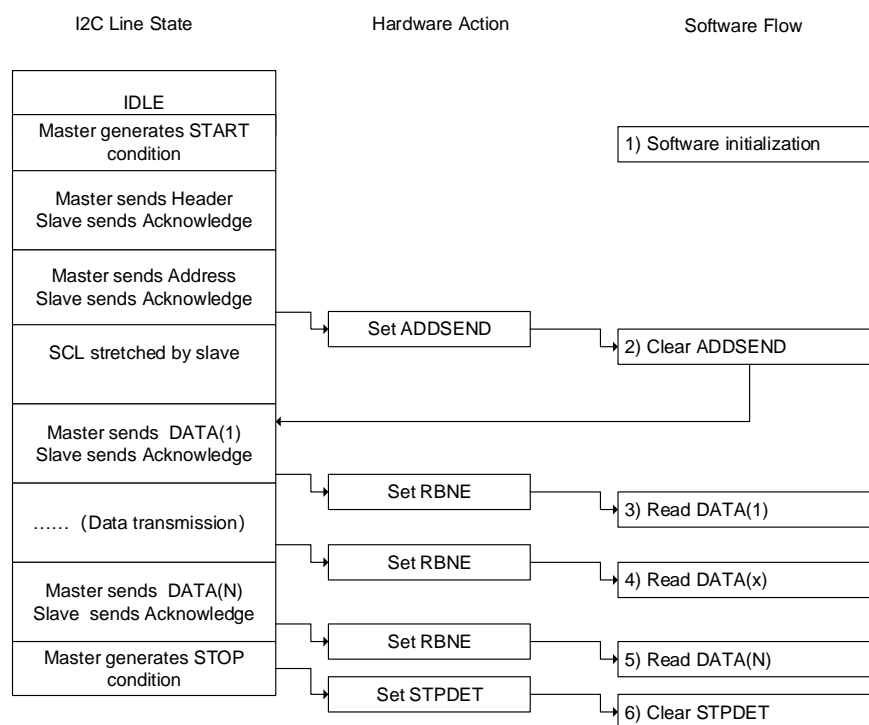 I2C Line State
Hardware Action
Software Flow
IDLE
Master generates START
condition
1) Software initialization
Master sends Header
Slave sends Acknowledge
Master sends Address
Slave sends Acknowledge
Set ADDSEND
2) Clear ADDSEND
SCL stretched by slave
Master sends DATA(1)
Slave sends Acknowledge
Set RBNE
3) Read DATA(1)
...... (Data transmission)
Set RBNE
4) Read DATA(x)
Master sends DATA(N)
Slave sends Acknowledge
Set RBNE
5) Read DATA(N)
Master generates STOP
condition
Set STPDET
6) Clear STPDET